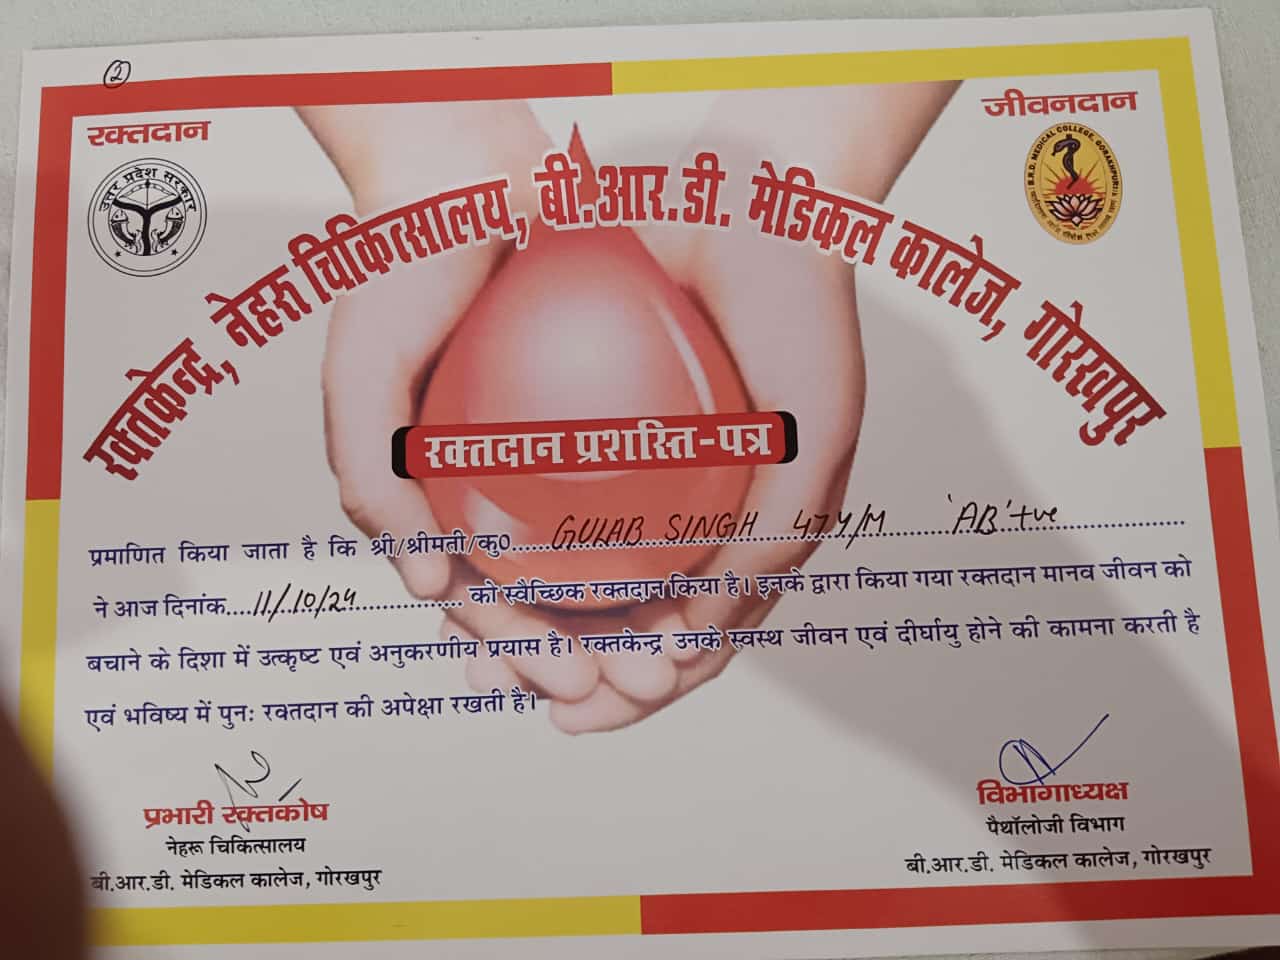 2
रक्तदान
जीवनदान
उत्तर प्रदेश सरकार
B.R.D. MEDICAL COLLEGE, GORAKHPUR
रक्तकेन्द्र, नेहरू चिकित्सालय, बी.आर.डी. मेडिकल कालेज, गोरखपुर
रक्तदान प्रशस्ति-पत्र
प्रमाणित किया जाता है कि श्री/श्रीमती/कु0.....GULAB SINGH 47Y/M 'AB'+ve
ने आज दिनांक....11/10/24.................. को स्वैच्छिक रक्तदान किया है। इनके द्वारा किया गया रक्तदान मानव जीवन को
बचाने के दिशा में उत्कृष्ट एवं अनुकरणीय प्रयास है। रक्तकेन्द्र उनके स्वस्थ जीवन एवं दीर्घायु होने की कामना करती है
एवं भविष्य में पुनः रक्तदान की अपेक्षा रखती है।
प्रभारी रक्तकोष
नेहरू चिकित्सालय
बी.आर.डी. मेडिकल कालेज, गोरखपुर
विभागाध्यक्ष
पैथॉलोजी विभाग
बी.आर.डी. मेडिकल कालेज, गोरखपुर